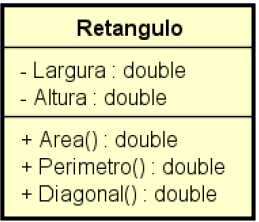 Retangulo
- Largura : double
- Altura : double
+ Area() : double
+ Perimetro() : double
+ Diagonal() : double